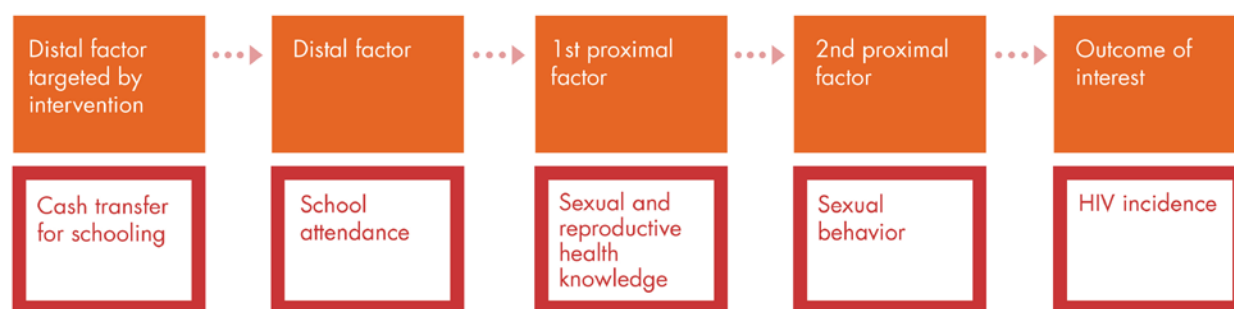 Distal factor
targeted by
intervention
Distal factor
1st proximal
factor
2nd proximal
factor
Outcome of
interest
Cash transfer
for schooling
School
attendance
Sexual and
reproductive
health
knowledge
Sexual
behavior
HIV incidence